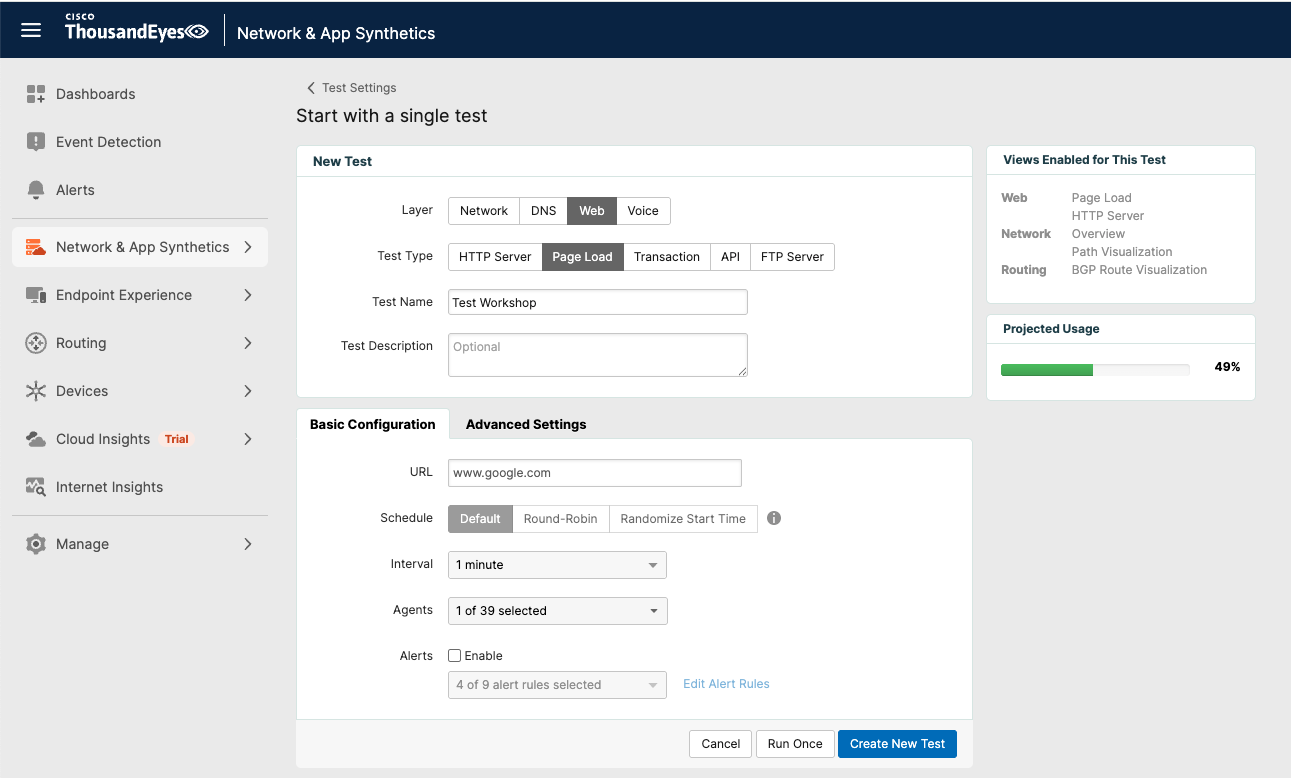 CISCO
ThousandEyes
Network & App Synthetics
Dashboards
Event Detection
Alerts
Network & App Synthetics
Endpoint Experience
Routing
Devices
Cloud Insights Trial
Internet Insights
Manage
Test Settings
Start with a single test
New Test
Layer Network DNS Web Voice
Test Type HTTP Server Page Load Transaction API FTP Server
Test Name Test Workshop
Test Description Optional
Basic Configuration Advanced Settings
URL www.google.com
Schedule Default Round-Robin Randomize Start Time
Interval 1 minute
Agents 1 of 39 selected
Alerts Enable
4 of 9 alert rules selected Edit Alert Rules
Cancel Run Once Create New Test
Views Enabled for This Test
Web Page Load
HTTP Server
Network Overview
Path Visualization
Routing BGP Route Visualization
Projected Usage
49%